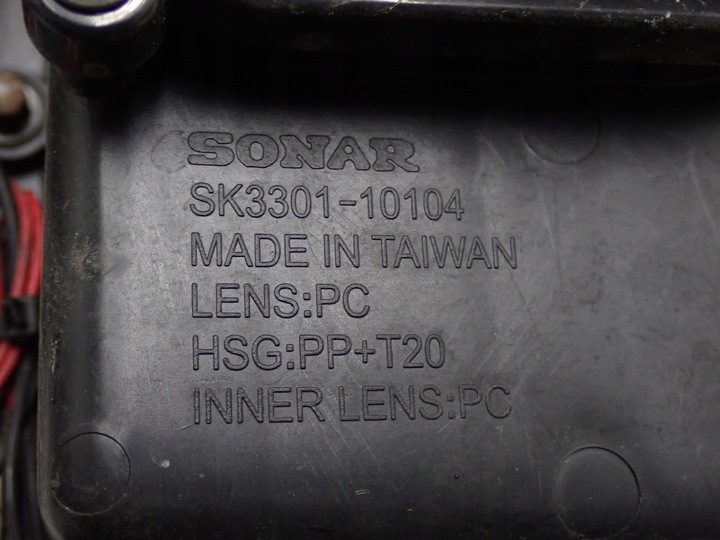 SONAR
SK3301-10104
MADE IN TAIWAN
LENS:PC
HSG:PP+T20
INNER LENS:PC